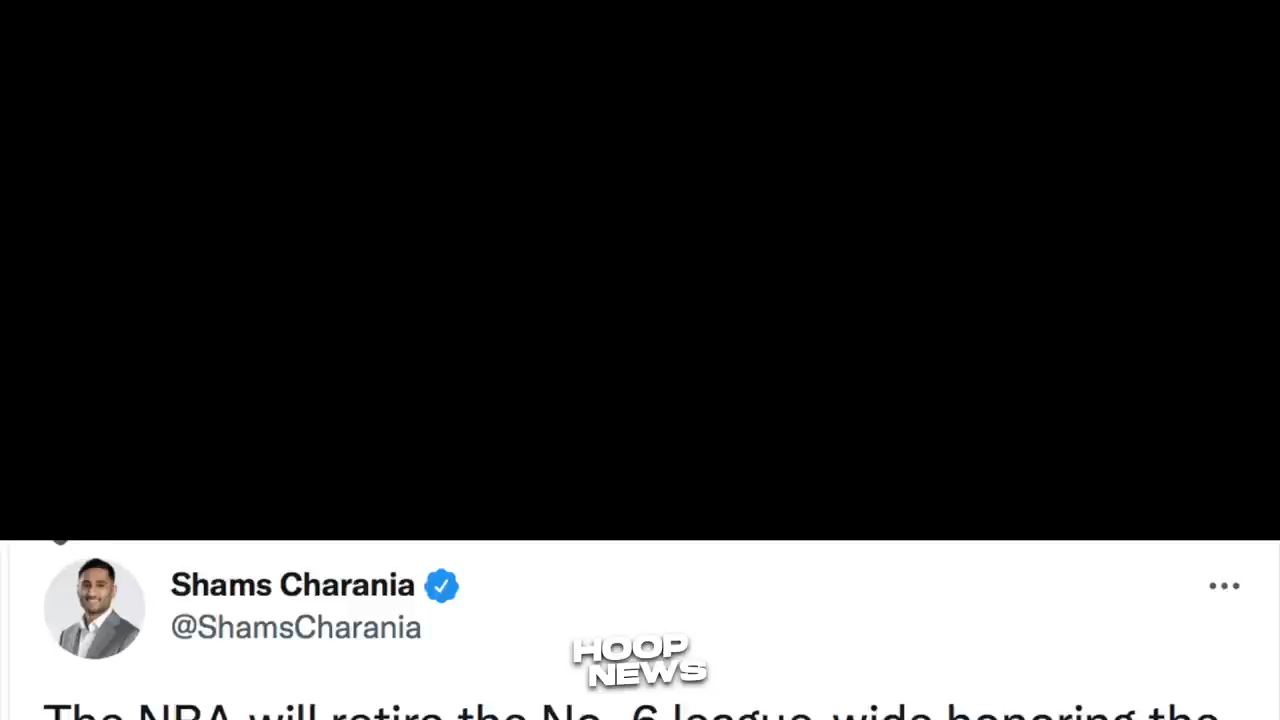 Shams Charania
@ShamsCharania
HOOP
NEWS
The NBA will retire the No. 6 league-wide honoring the